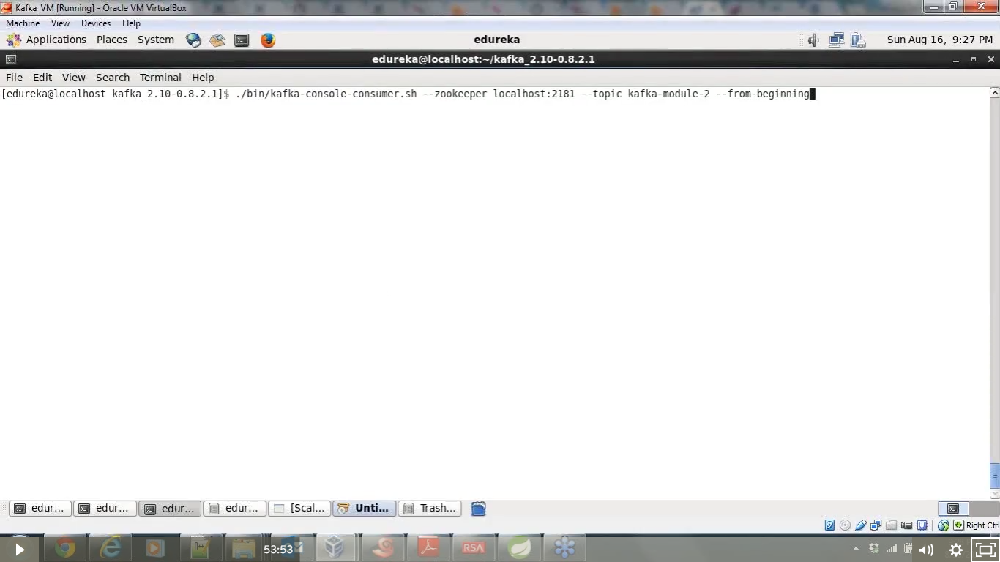 Kafka_VM [Running] - Oracle VM VirtualBox
Machine View Devices Help
Applications Places System edureka Sun Aug 16, 9:27 PM
edureka@localhost:~/kafka_2.10-0.8.2.1
File Edit View Search Terminal Help
[edureka@localhost kafka_2.10-0.8.2.1]$ ./bin/kafka-console-consumer.sh --zookeeper localhost:2181 --topic kafka-module-2 --from-beginning
edur... edur... edur... edur... [Scal... Unti... Trash...
Right Ctrl
53:53 RSA